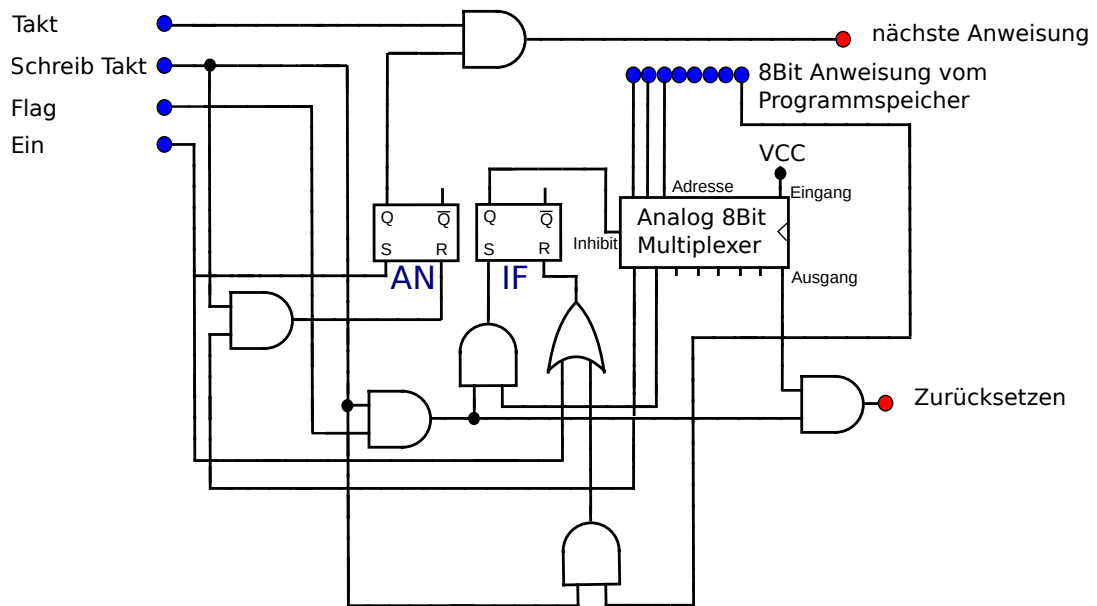 Takt
nächste Anweisung
Schreib Takt
8Bit Anweisung vom
Programmspeicher
Flag
Ein
VCC
Adresse
Eingang
Q
Q̅
Q
Q̅
Analog 8Bit
Multiplexer
S
R
S
R
Inhibit
AN
IF
Ausgang
Zurücksetzen